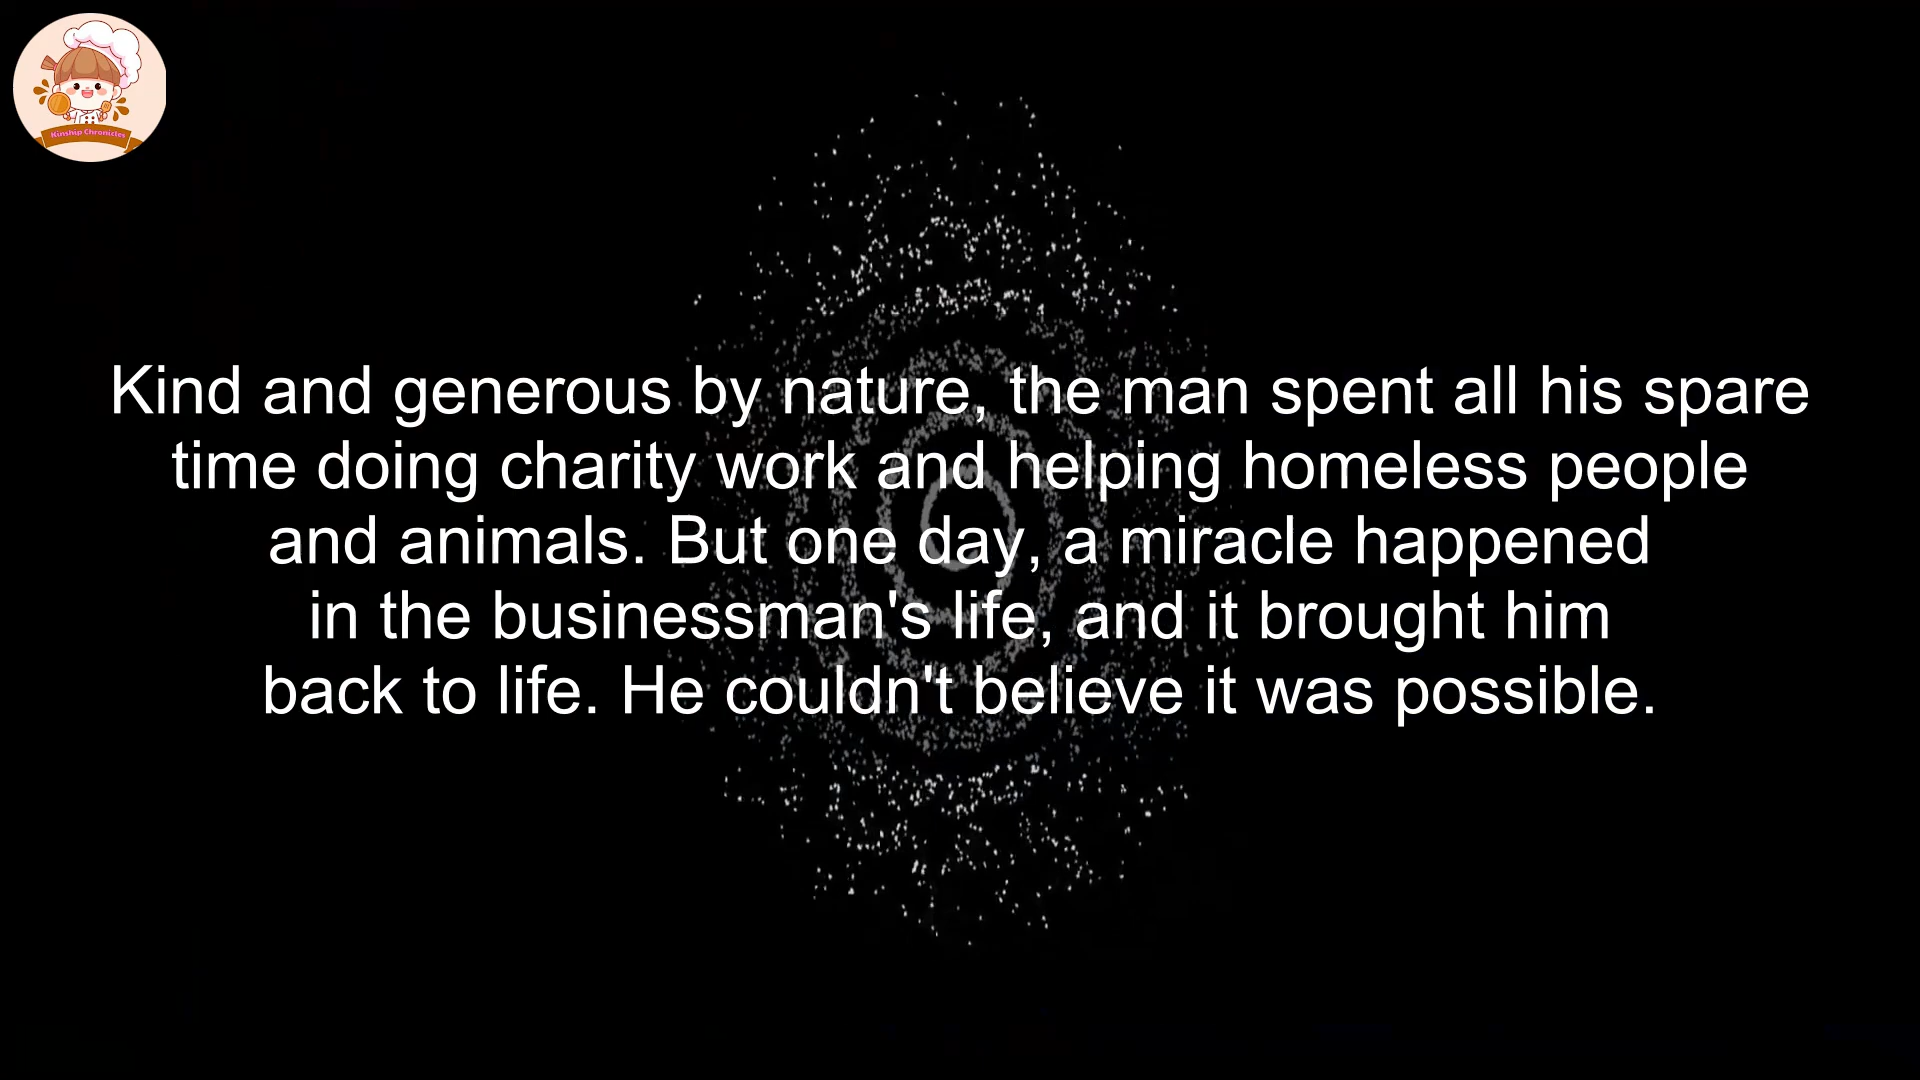 Kinship Chronicles
Kind and generous by nature, the man spent all his spare
time doing charity work and helping homeless people
and animals. But one day, a miracle happened
in the businessman's life, and it brought him
back to life. He couldn't believe it was possible.